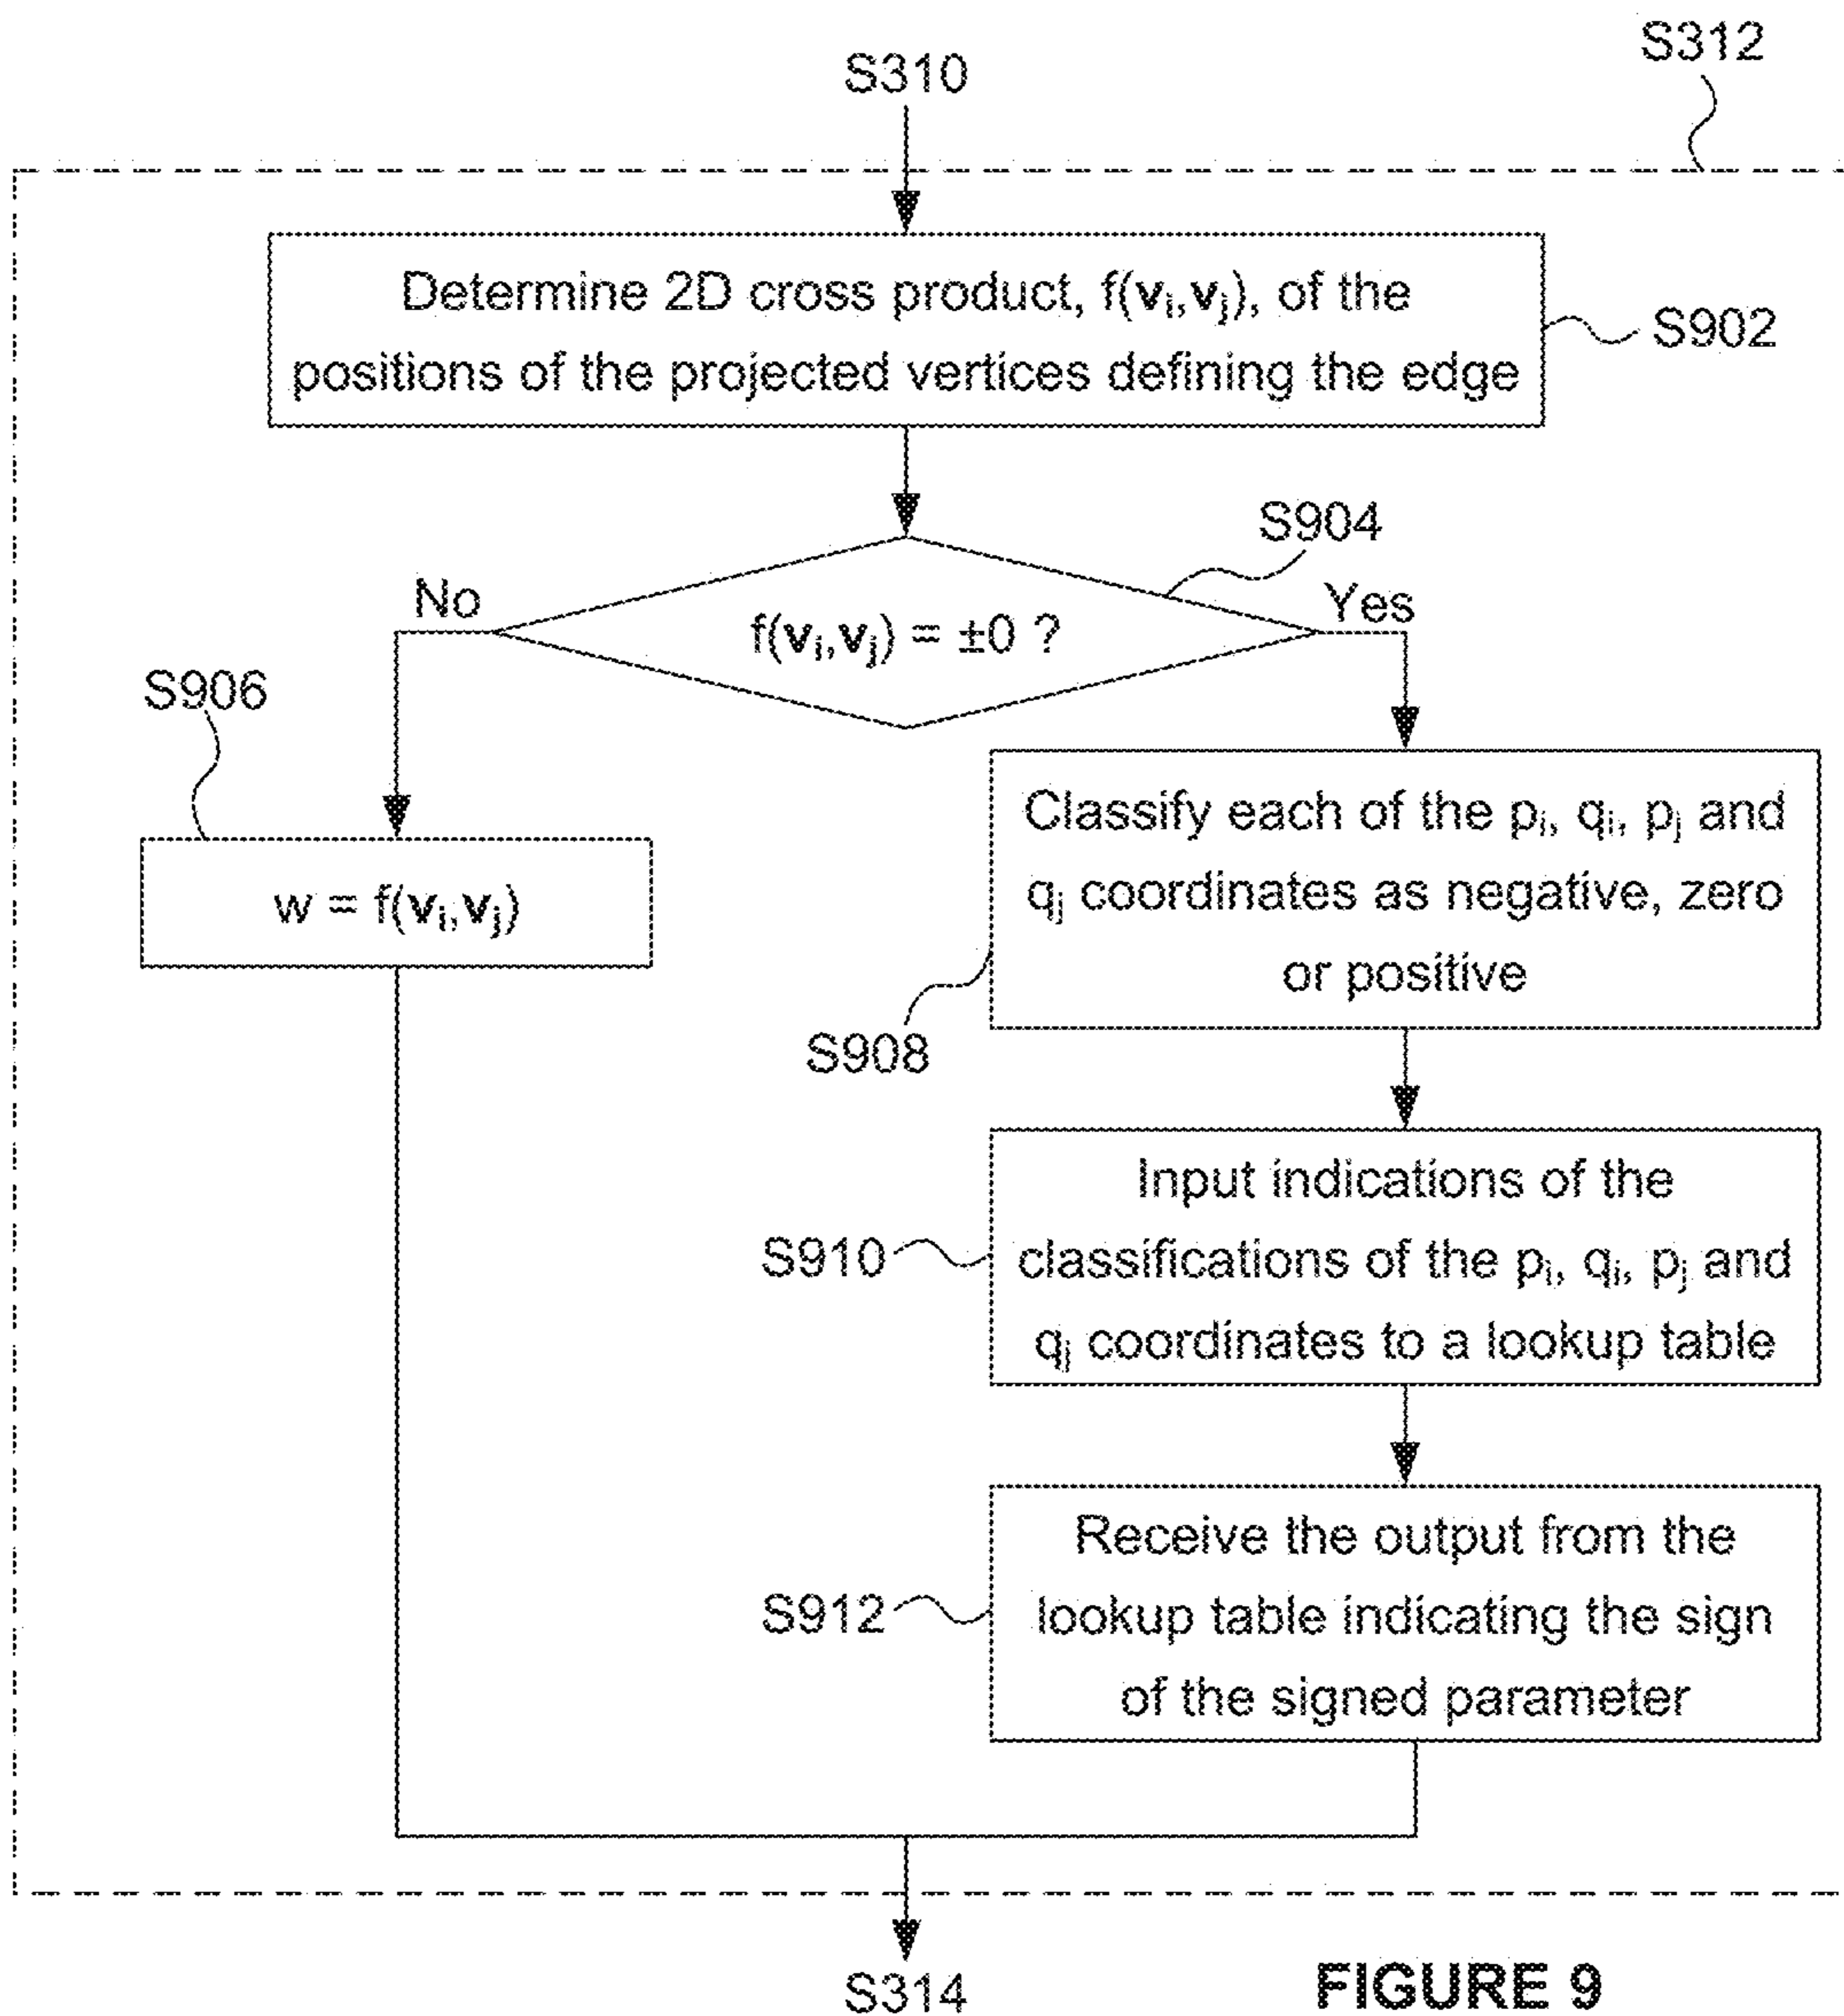 S312
S310
Determine 2D cross product, f(vᵢ,vⱼ), of the
positions of the projected vertices defining the edge
S902
S904
No
Yes
f(vᵢ,vⱼ) = ±0 ?
S906
w = f(vᵢ,vⱼ)
Classify each of the pᵢ, qᵢ, pⱼ and
qⱼ coordinates as negative, zero
or positive
S908
Input indications of the
classifications of the pᵢ, qᵢ, pⱼ and
qⱼ coordinates to a lookup table
S910
Receive the output from the
lookup table indicating the sign
of the signed parameter
S912
S314
FIGURE 9